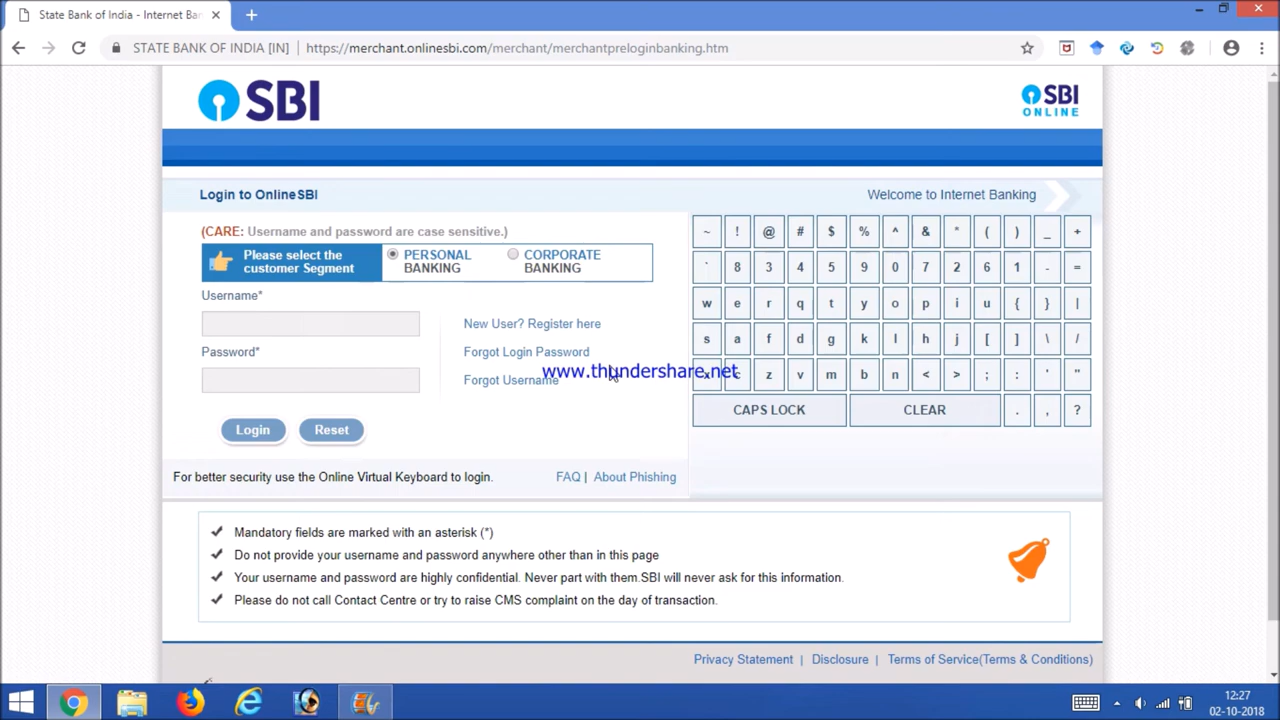 State Bank of India - Internet Ban
STATE BANK OF INDIA [IN] https://merchant.onlinesbi.com/merchant/merchantpreloginbanking.htm
SBI
SBI
ONLINE
Login to OnlineSBI
Welcome to Internet Banking
(CARE: Username and password are case sensitive.)
Please select the
customer Segment
PERSONAL
BANKING
CORPORATE
BANKING
Username*
New User? Register here
Password*
Forgot Login Password
Forgot Username
www.thundershare.net
Login Reset
For better security use the Online Virtual Keyboard to login.
FAQ | About Phishing
~ ! @ # $ % ^ & * ( ) _ +
` 8 3 4 5 9 0 7 2 6 1 - =
w e r q t y o p i u { } |
s a f d g k l h j [ ] \ /
x c z v m b n < > ; : ' "
CAPS LOCK CLEAR . , ?
Mandatory fields are marked with an asterisk (*)
Do not provide your username and password anywhere other than in this page
Your username and password are highly confidential. Never part with them.SBI will never ask for this information.
Please do not call Contact Centre or try to raise CMS complaint on the day of transaction.
Privacy Statement | Disclosure | Terms of Service(Terms & Conditions)
12:27
02-10-2018